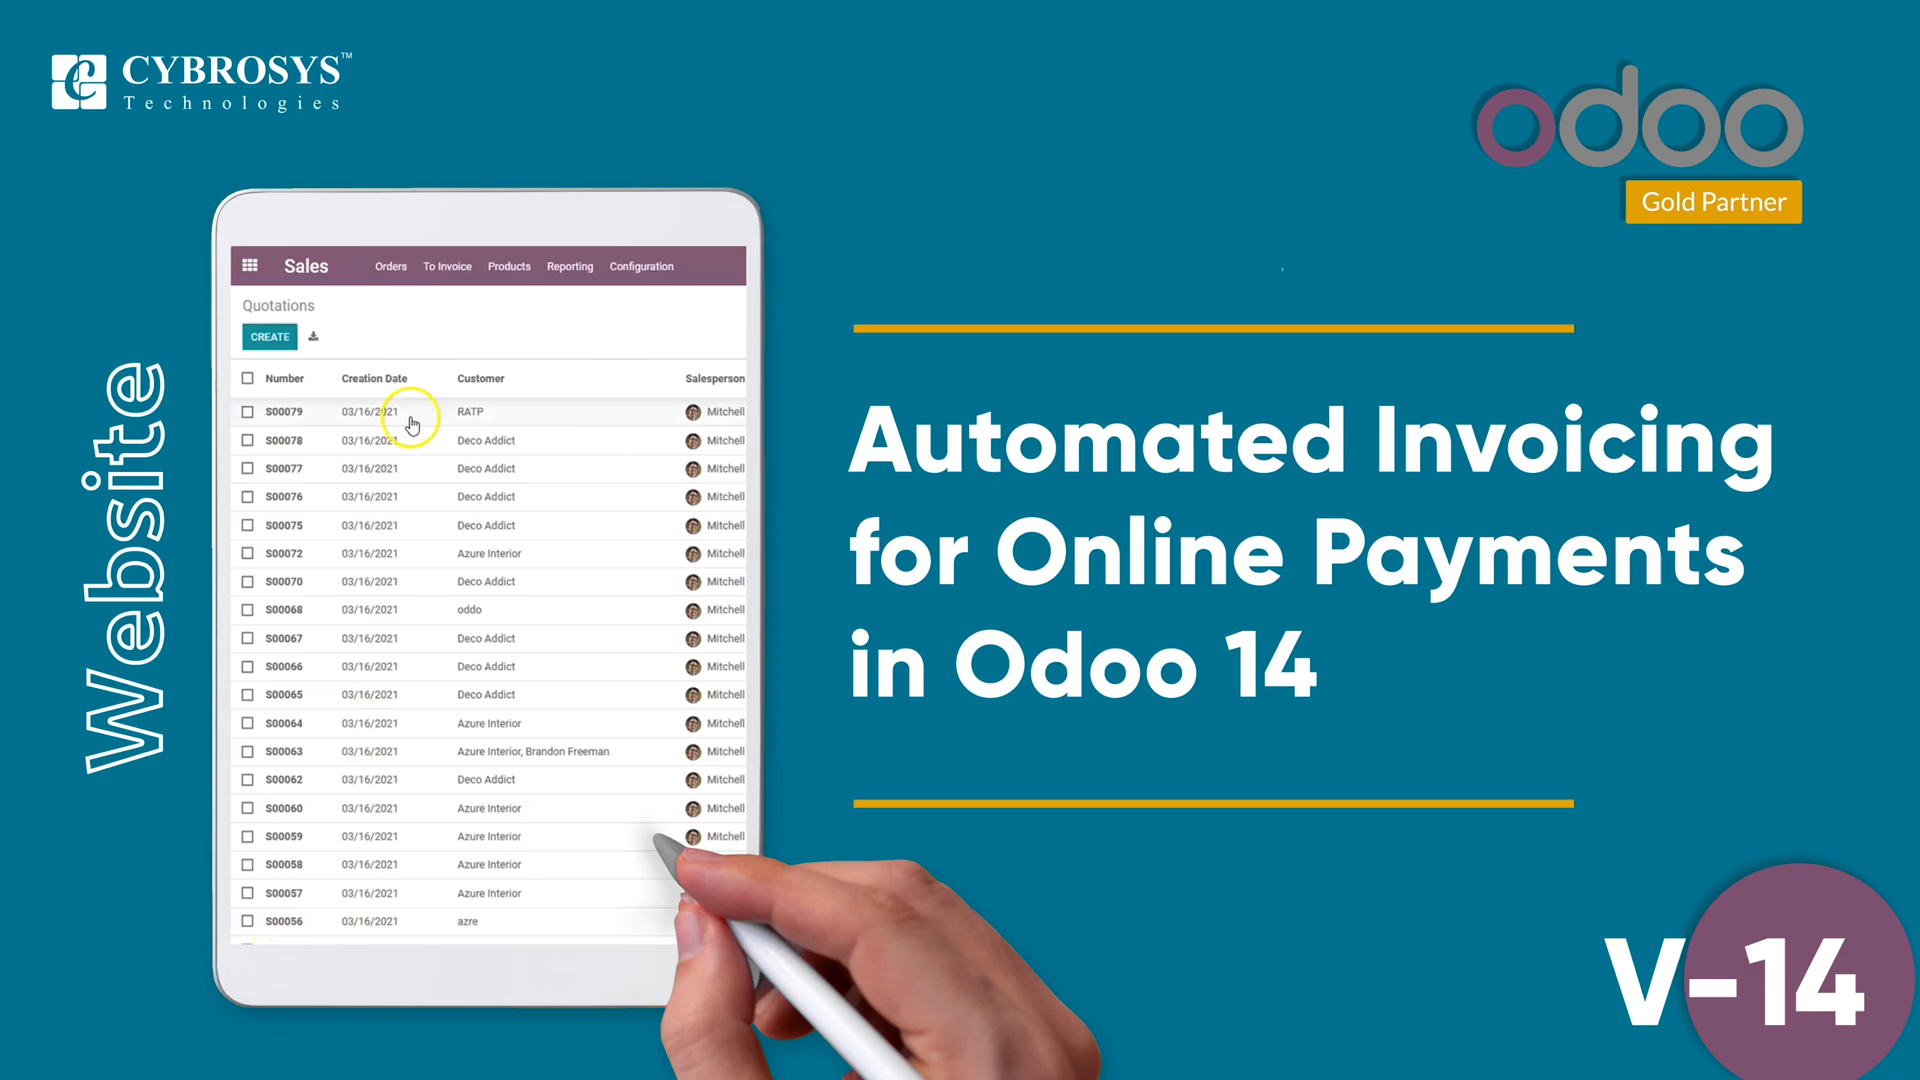 CYBROSYS™
Technologies
odoo
Gold Partner
Website
Sales Orders To Invoice Products Reporting Configuration
Quotations
CREATE
Number Creation Date Customer Salesperson
S00079 03/16/2021 RATP Mitchell
S00078 03/16/2021 Deco Addict Mitchell
S00077 03/16/2021 Deco Addict Mitchell
S00076 03/16/2021 Deco Addict Mitchell
S00075 03/16/2021 Deco Addict Mitchell
S00072 03/16/2021 Azure Interior Mitchell
S00070 03/16/2021 Deco Addict Mitchell
S00068 03/16/2021 oddo Mitchell
S00067 03/16/2021 Deco Addict Mitchell
S00066 03/16/2021 Deco Addict Mitchell
S00065 03/16/2021 Deco Addict Mitchell
S00064 03/16/2021 Azure Interior Mitchell
S00063 03/16/2021 Azure Interior, Brandon Freeman Mitchell
S00062 03/16/2021 Deco Addict Mitchell
S00060 03/16/2021 Azure Interior Mitchell
S00059 03/16/2021 Azure Interior Mitchell
S00058 03/16/2021 Azure Interior
S00057 03/16/2021 Azure Interior
S00056 03/16/2021 azre
Automated Invoicing
for Online Payments
in Odoo 14
V-14